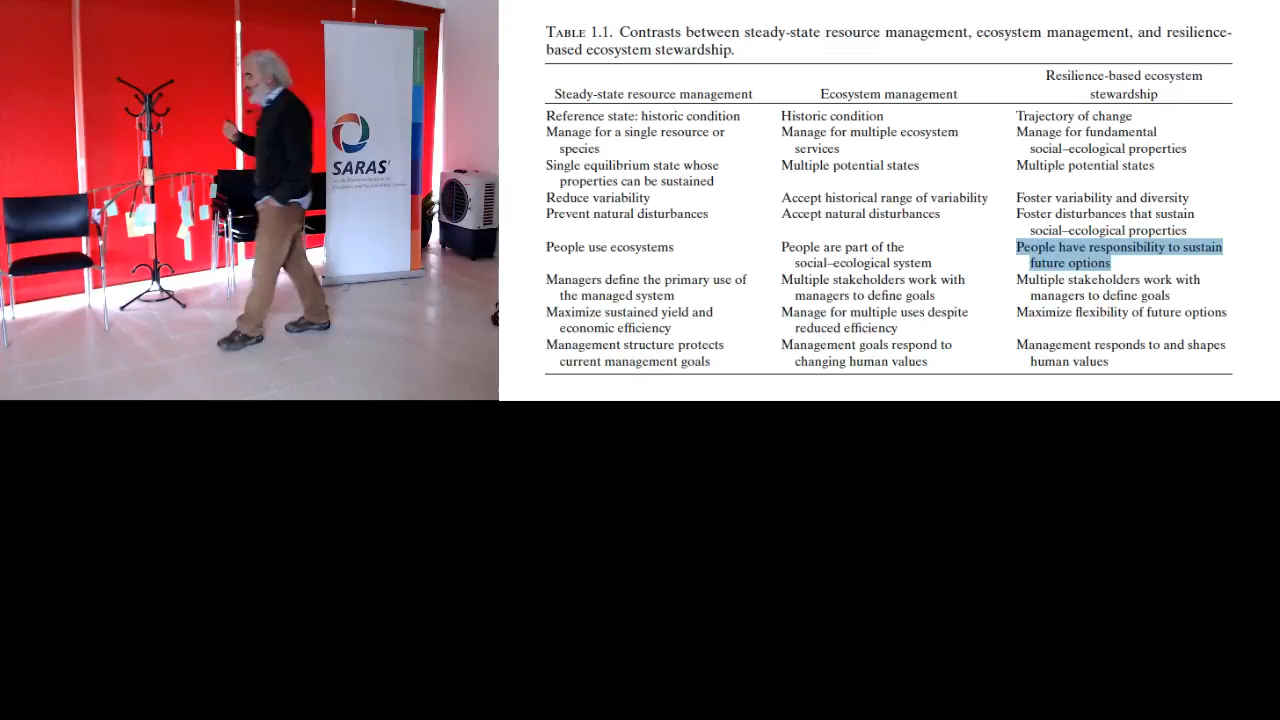 SARAS
TABLE 1.1. Contrasts between steady-state resource management, ecosystem management, and resilience-
based ecosystem stewardship.
Resilience-based ecosystem
Steady-state resource management Ecosystem management stewardship
Reference state: historic condition Historic condition Trajectory of change
Manage for a single resource or Manage for multiple ecosystem Manage for fundamental
species services social–ecological properties
Single equilibrium state whose Multiple potential states Multiple potential states
properties can be sustained
Reduce variability Accept historical range of variability Foster variability and diversity
Prevent natural disturbances Accept natural disturbances Foster disturbances that sustain
social–ecological properties
People use ecosystems People are part of the People have responsibility to sustain
social–ecological system future options
Managers define the primary use of Multiple stakeholders work with Multiple stakeholders work with
the managed system managers to define goals managers to define goals
Maximize sustained yield and Manage for multiple uses despite Maximize flexibility of future options
economic efficiency reduced efficiency
Management structure protects Management goals respond to Management responds to and shapes
current management goals changing human values human values